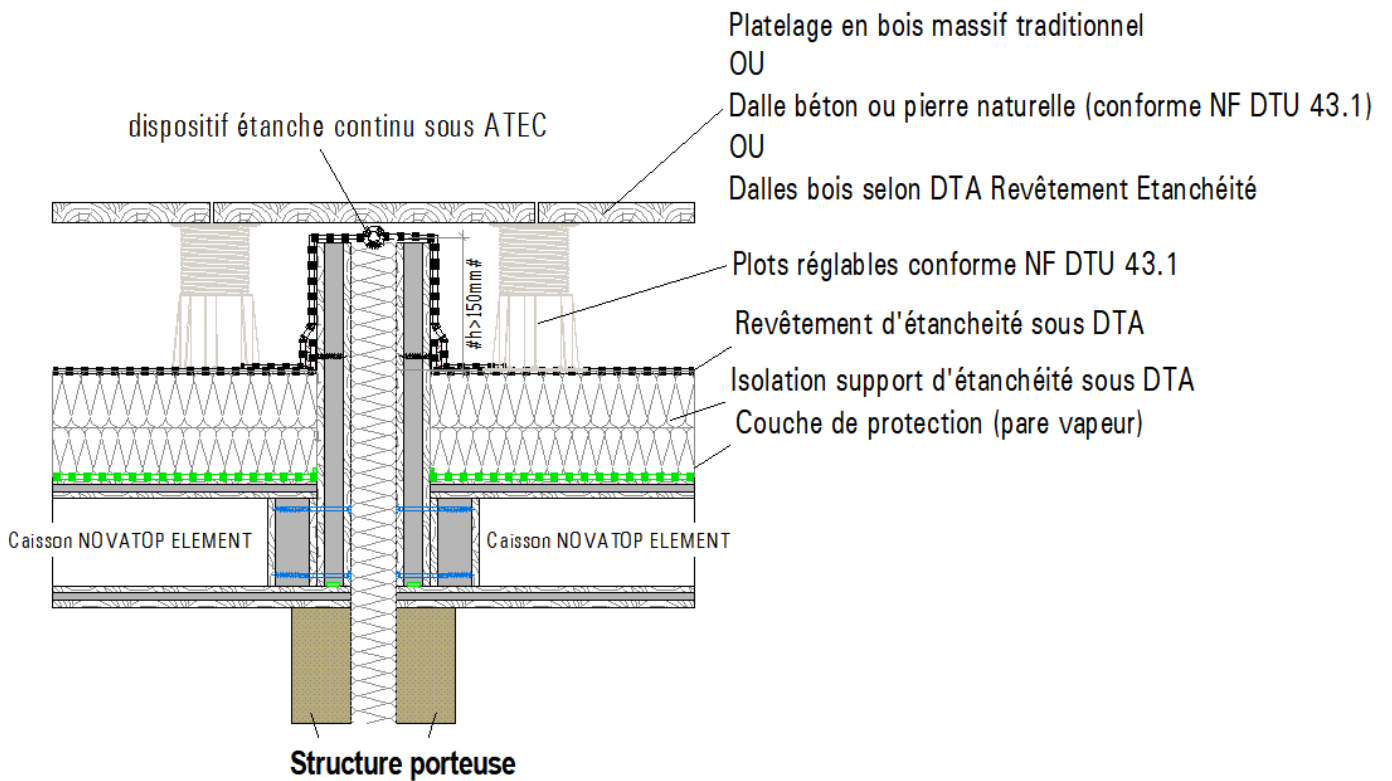 Platelage en bois massif traditionnel
OU
Dalle béton ou pierre naturelle (conforme NF DTU 43.1)
OU
Dalles bois selon DTA Revêtement Etanchéité
dispositif étanche continu sous ATEC
#h>150mm#
Plots réglables conforme NF DTU 43.1
Revêtement d'étancheité sous DTA
Isolation support d'étanchéité sous DTA
Couche de protection (pare vapeur)
Caisson NOVATOP ELEMENT
Caisson NOVATOP ELEMENT
Structure porteuse